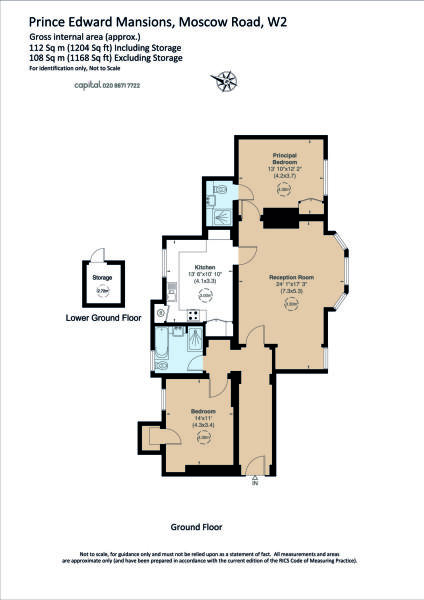 Prince Edward Mansions, Moscow Road, W2
Gross internal area (approx.)
112 Sq m (1204 Sq ft) Including Storage
108 Sq m (1168 Sq ft) Excluding Storage
For identification only, Not to Scale
capital. 020 8671 7722
Principal
Bedroom
13' 10"x12' 2"
(4.2x3.7)
Kitchen
13' 6"x10' 10"
(4.1x3.3)
Reception Room
24' 1"x17' 3"
(7.3x5.3)
Storage
Lower Ground Floor
Bedroom
14'x11'
(4.3x3.4)
IN
Ground Floor
Not to scale, for guidance only and must not be relied upon as a statement of fact. All measurements and areas
are approximate only (and have been prepared in accordance with the current edition of the RICS Code of Measuring Practice).